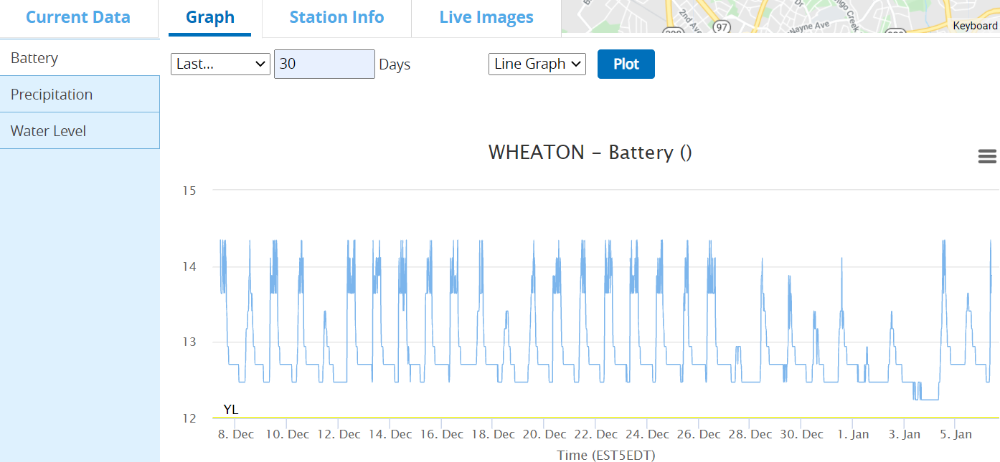 Current Data
Graph
Station Info
Live Images
2nd Ave
97
Wayne Ave
Keyboard
Battery
Precipitation
Water Level
Last...
30
Days
Line Graph
Plot
WHEATON – Battery ()
15
14
13
12
YL
8. Dec
10. Dec
12. Dec
14. Dec
16. Dec
18. Dec
20. Dec
22. Dec
24. Dec
26. Dec
28. Dec
30. Dec
1. Jan
3. Jan
5. Jan
Time (EST5EDT)